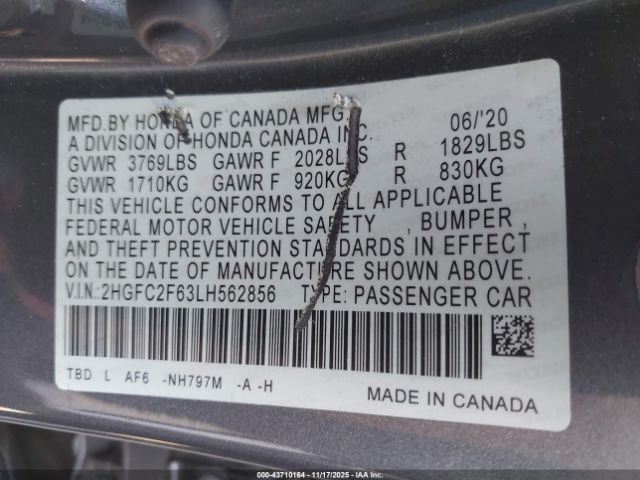 MFD.BY HONDA OF CANADA MFG. 06/'20
A DIVISION OF HONDA CANADA INC.
GVWR 3769LBS GAWR F 2028LBS R 1829LBS
GVWR 1710KG GAWR F 920KG R 830KG
THIS VEHICLE CONFORMS TO ALL APPLICABLE
FEDERAL MOTOR VEHICLE SAFETY , BUMPER ,
AND THEFT PREVENTION STANDARDS IN EFFECT
ON THE DATE OF MANUFACTURE SHOWN ABOVE.
V.I.N.:2HGFC2F63LH562856 TYPE: PASSENGER CAR
TBD L AF6 -NH797M -A -H
MADE IN CANADA
000-43710164 - 11/17/2025 - IAA Inc.